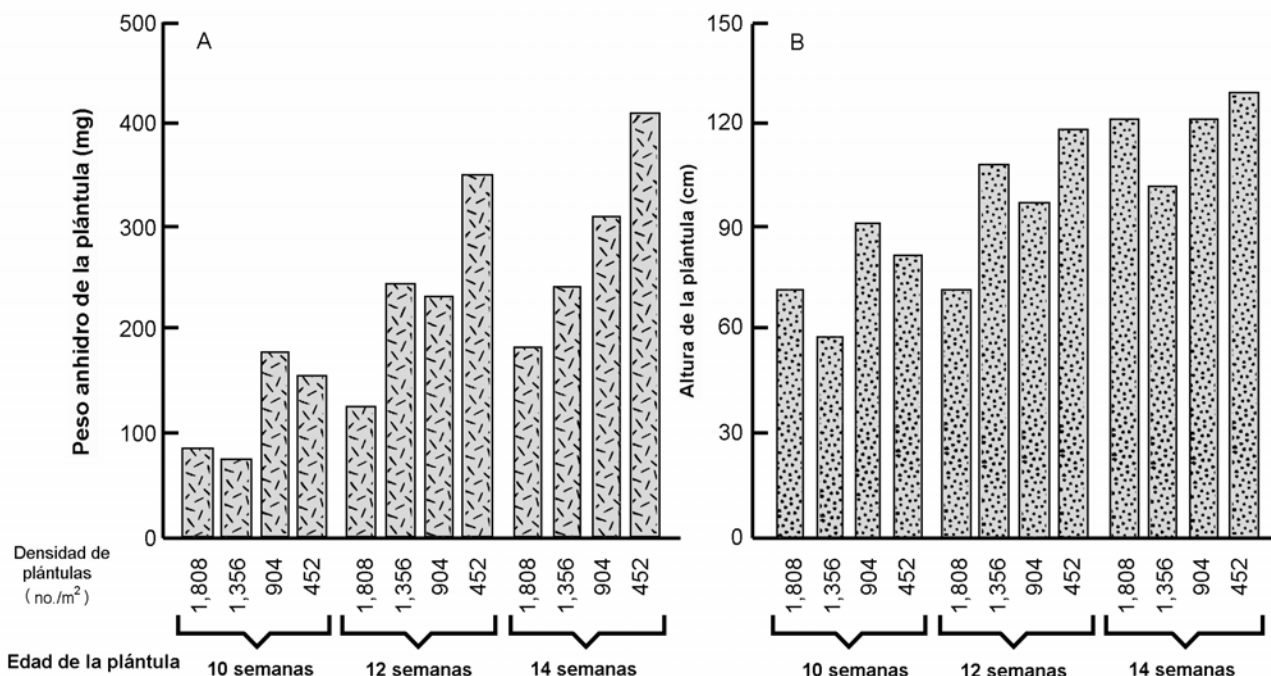 A
Peso anhidro de la plántula (mg)
500
400
300
200
100
0
B
Altura de la plántula (cm)
150
120
90
60
30
0
Densidad de
plántulas
( no./m²)
1,808
1,356
904
452
1,808
1,356
904
452
1,808
1,356
904
452
1,808
1,356
904
452
1,808
1,356
904
452
1,808
1,356
904
452
Edad de la plántula
10 semanas
12 semanas
14 semanas
10 semanas
12 semanas
14 semanas